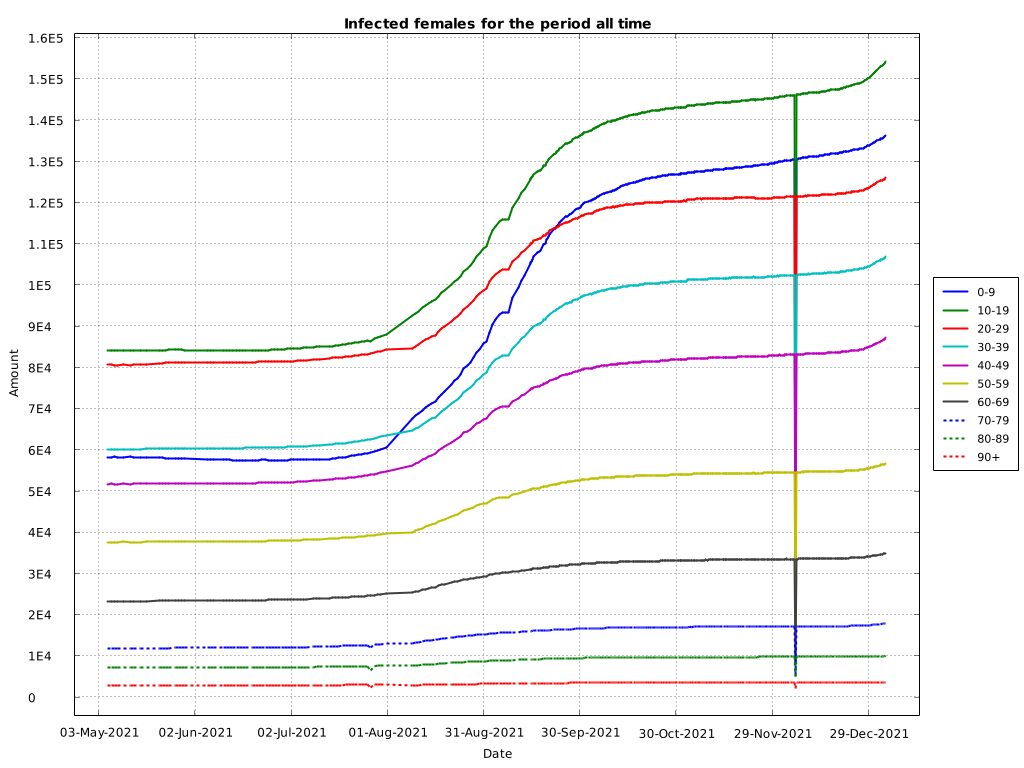 Infected females for the period all time
1.6E5
1.5E5
1.4E5
1.3E5
1.2E5
1.1E5
1E5
9E4
8E4
7E4
6E4
5E4
4E4
3E4
2E4
1E4
0
Amount
03-May-2021 02-Jun-2021 02-Jul-2021 01-Aug-2021 31-Aug-2021 30-Sep-2021 30-Oct-2021 29-Nov-2021 29-Dec-2021
Date
0-9
10-19
20-29
30-39
40-49
50-59
60-69
70-79
80-89
90+